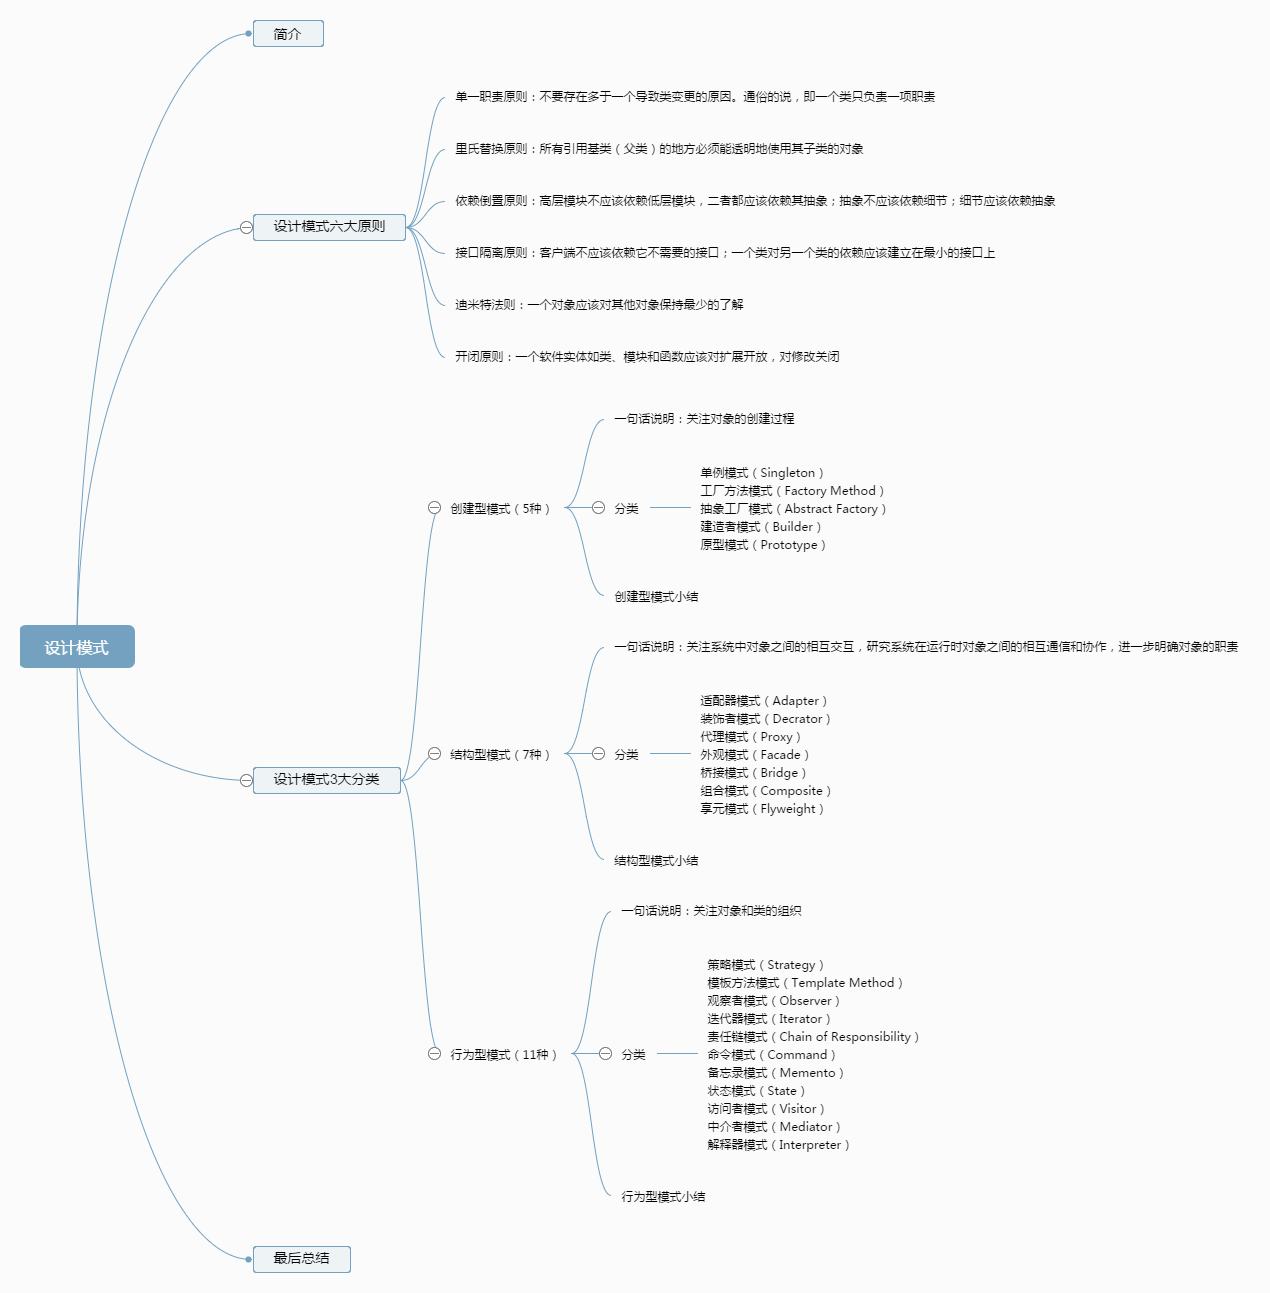 简介
单一职责原则：不要存在多于一个导致类变更的原因。通俗的说，即一个类只负责一项职责
里氏替换原则：所有引用基类（父类）的地方必须能透明地使用其子类的对象
依赖倒置原则：高层模块不应该依赖低层模块，二者都应该依赖其抽象；抽象不应该依赖细节；细节应该依赖抽象
设计模式六大原则
接口隔离原则：客户端不应该依赖它不需要的接口；一个类对另一个类的依赖应该建立在最小的接口上
迪米特法则：一个对象应该对其他对象保持最少的了解
开闭原则：一个软件实体如类、模块和函数应该对扩展开放，对修改关闭
一句话说明：关注对象的创建过程
创建型模式（5种）
分类
单例模式（Singleton）
工厂方法模式（Factory Method）
抽象工厂模式（Abstract Factory）
建造者模式（Builder）
原型模式（Prototype）
创建型模式小结
设计模式
一句话说明：关注系统中对象之间的相互交互，研究系统在运行时对象之间的相互通信和协作，进一步明确对象的职责
设计模式3大分类
结构型模式（7种）
分类
适配器模式（Adapter）
装饰者模式（Decrator）
代理模式（Proxy）
外观模式（Facade）
桥接模式（Bridge）
组合模式（Composite）
享元模式（Flyweight）
结构型模式小结
一句话说明：关注对象和类的组织
行为型模式（11种）
分类
策略模式（Strategy）
模板方法模式（Template Method）
观察者模式（Observer）
迭代器模式（Iterator）
责任链模式（Chain of Responsibility）
命令模式（Command）
备忘录模式（Memento）
状态模式（State）
访问者模式（Visitor）
中介者模式（Mediator）
解释器模式（Interpreter）
行为型模式小结
最后总结